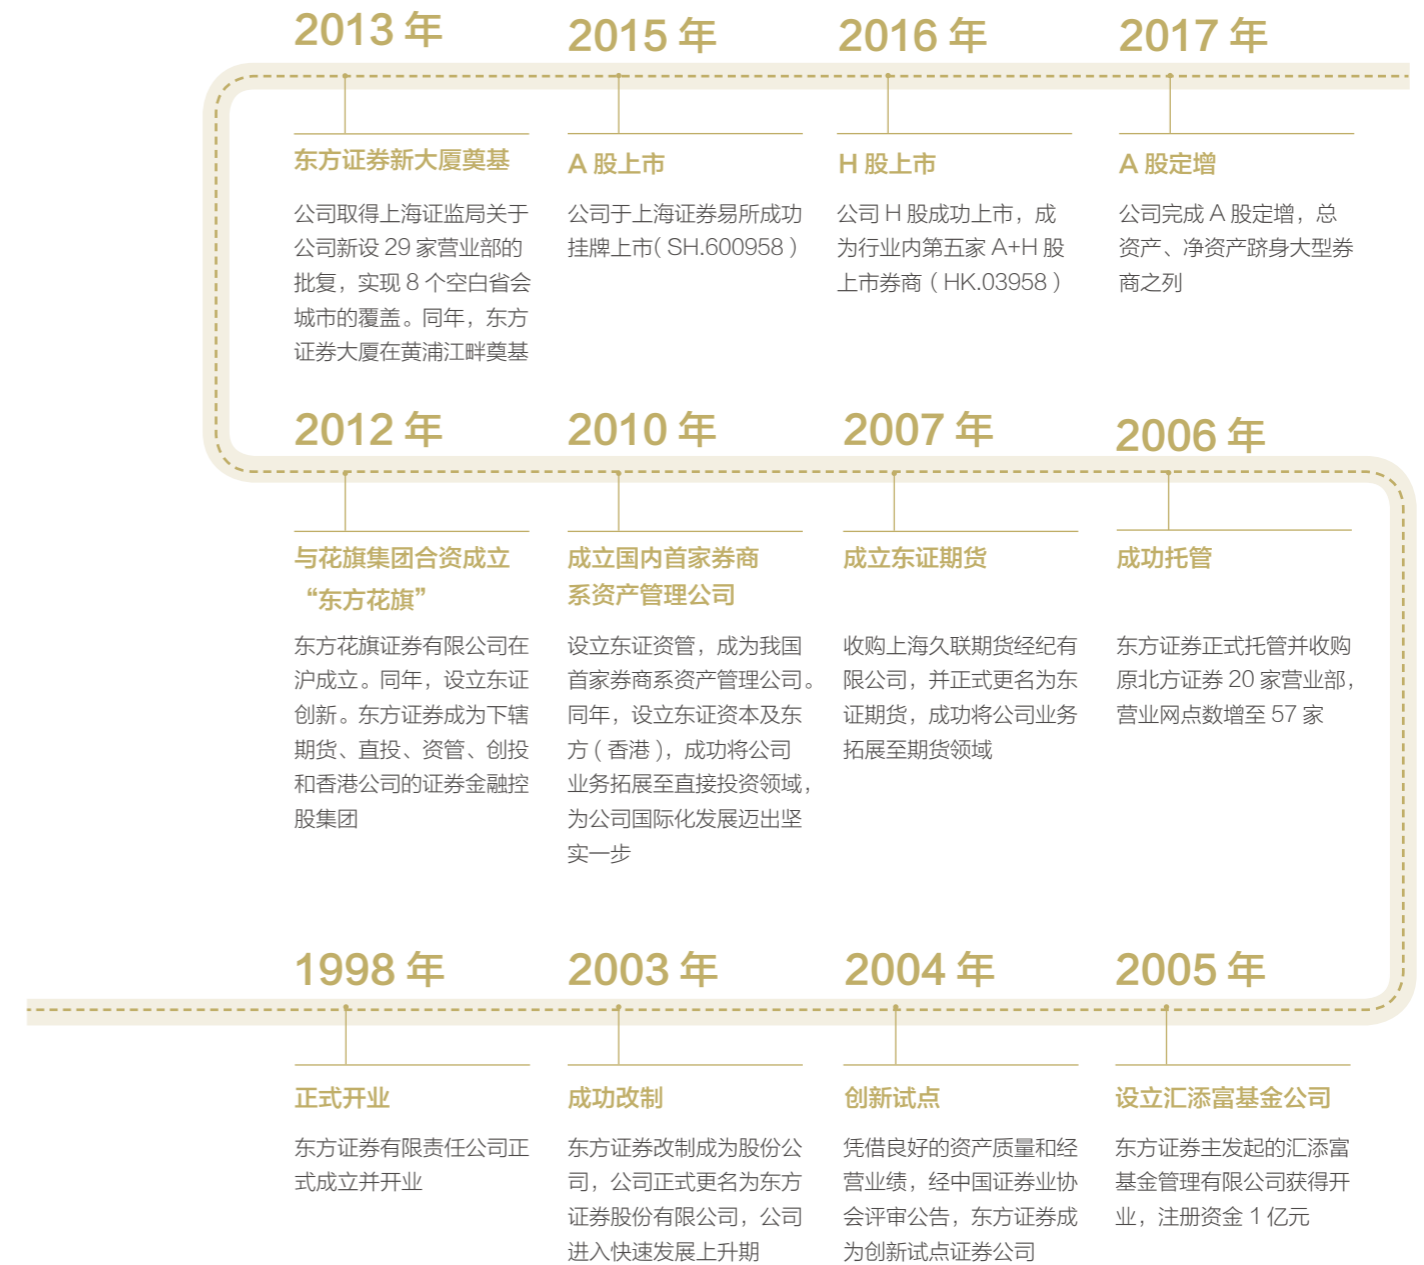 2013 年
东方证券新大厦奠基
公司取得上海证监局关于
公司新设 29 家营业部的
批复，实现 8 个空白省会
城市的覆盖。同年，东方
证券大厦在黄浦江畔奠基
2015 年
A 股上市
公司于上海证券易所成功
挂牌上市( SH.600958 )
2016 年
H 股上市
公司 H 股成功上市，成
为行业内第五家 A+H 股
上市券商 ( HK.03958 )
2017 年
A 股定增
公司完成 A 股定增，总
资产、净资产跻身大型券
商之列
2012 年
与花旗集团合资成立
“东方花旗”
东方花旗证券有限公司在
沪成立。同年，设立东证
创新。东方证券成为下辖
期货、直投、资管、创投
和香港公司的证券金融控
股集团
2010 年
成立国内首家券商
系资产管理公司
设立东证资管，成为我国
首家券商系资产管理公司。
同年，设立东证资本及东
方 ( 香港 )，成功将公司
业务拓展至直接投资领域，
为公司国际化发展迈出坚
实一步
2007 年
成立东证期货
收购上海久联期货经纪有
限公司，并正式更名为东
证期货，成功将公司业务
拓展至期货领域
2006 年
成功托管
东方证券正式托管并收购
原北方证券 20 家营业部，
营业网点数增至 57 家
1998 年
正式开业
东方证券有限责任公司正
式成立并开业
2003 年
成功改制
东方证券改制成为股份公
司，公司正式更名为东方
证券股份有限公司，公司
进入快速发展上升期
2004 年
创新试点
凭借良好的资产质量和经
营业绩，经中国证券业协
会评审公告，东方证券成
为创新试点证券公司
2005 年
设立汇添富基金公司
东方证券主发起的汇添富
基金管理有限公司获得开
业，注册资金 1 亿元